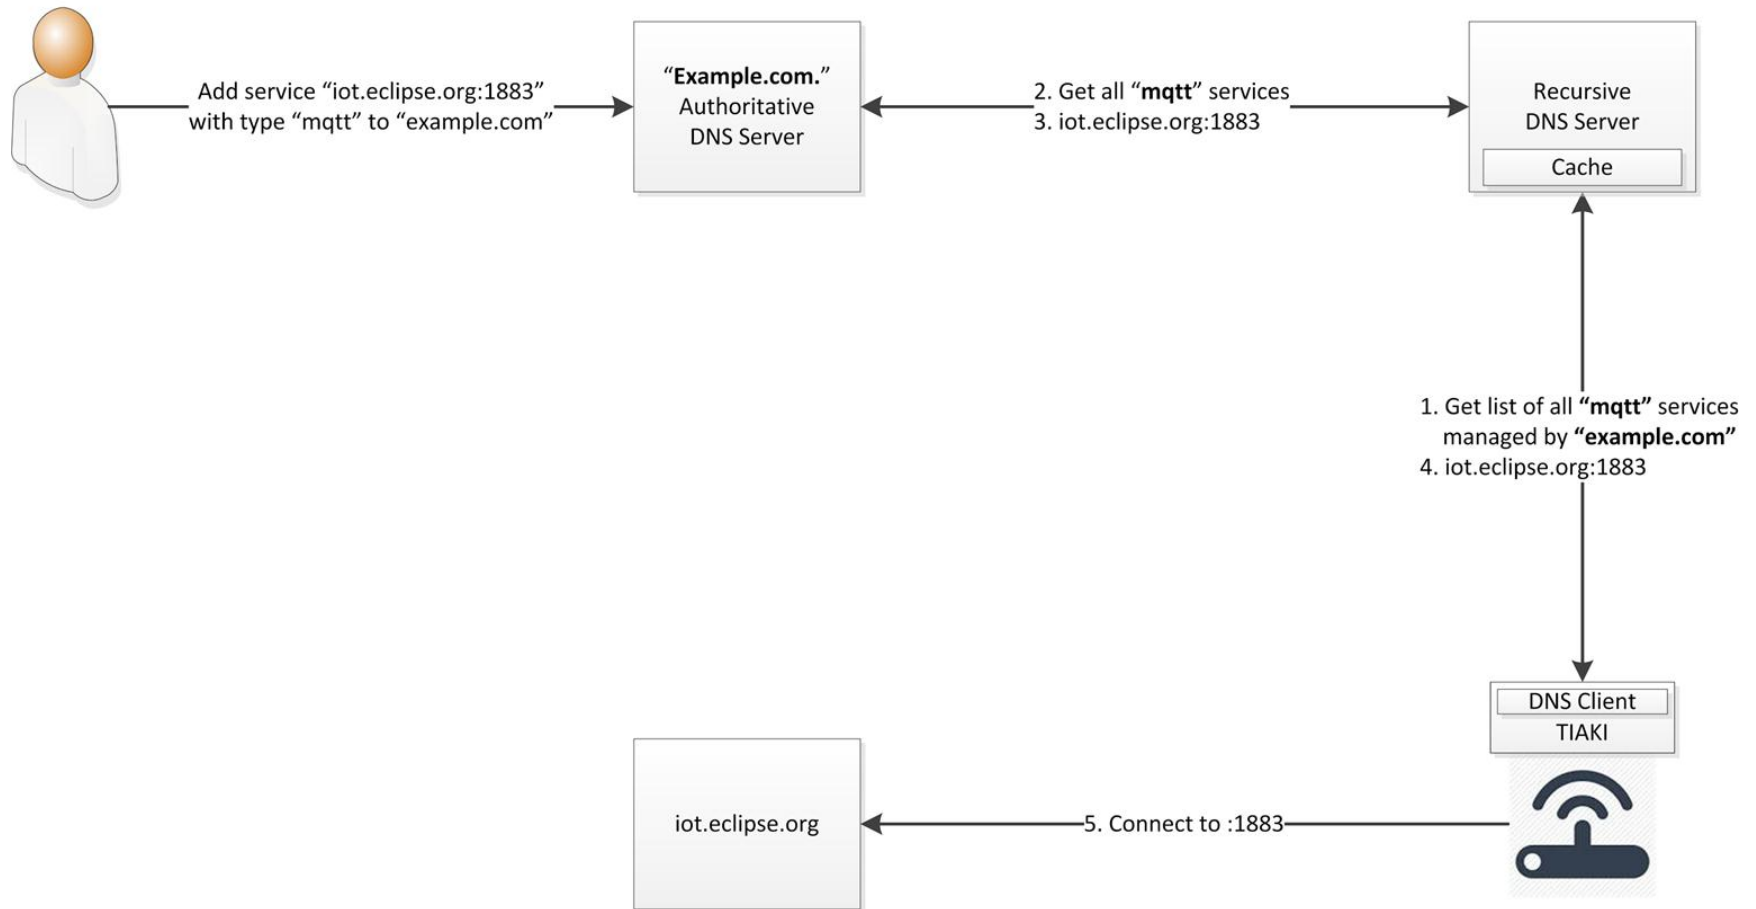 Add service “iot.eclipse.org:1883”
with type “mqtt” to “example.com”
“Example.com.”
Authoritative
DNS Server
2. Get all “mqtt” services
3. iot.eclipse.org:1883
Recursive
DNS Server
Cache
1. Get list of all “mqtt” services
managed by “example.com”
4. iot.eclipse.org:1883
DNS Client
TIAKI
iot.eclipse.org
5. Connect to :1883